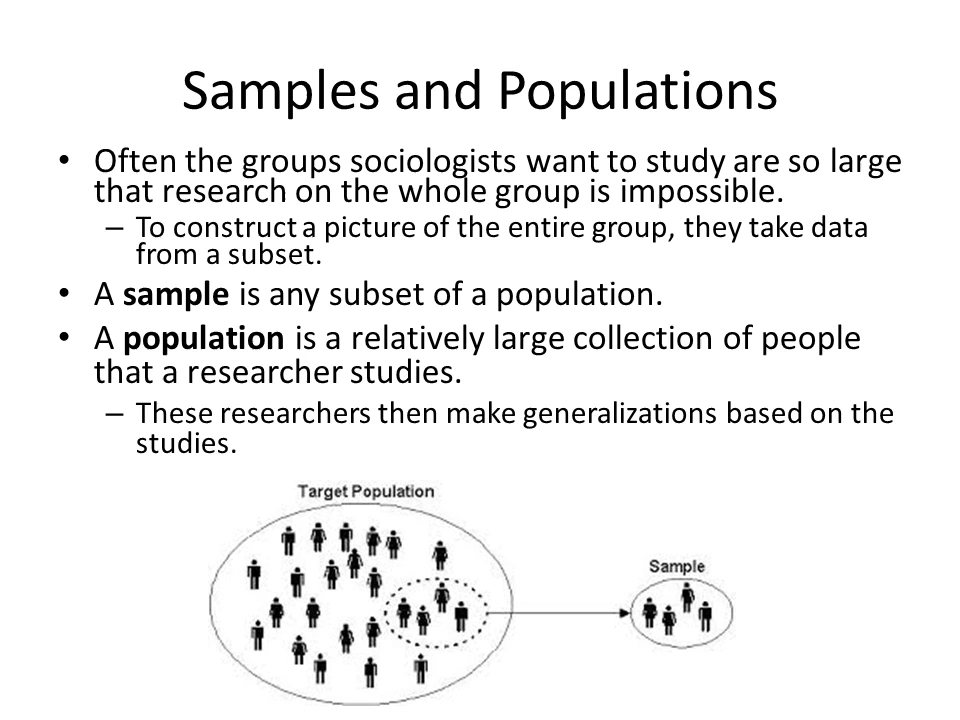 Samples and Populations
• Often the groups sociologists want to study are so large
that research on the whole group is impossible.
– To construct a picture of the entire group, they take data
from a subset.
• A sample is any subset of a population.
• A population is a relatively large collection of people
that a researcher studies.
– These researchers then make generalizations based on the
studies.
Target Population
Sample